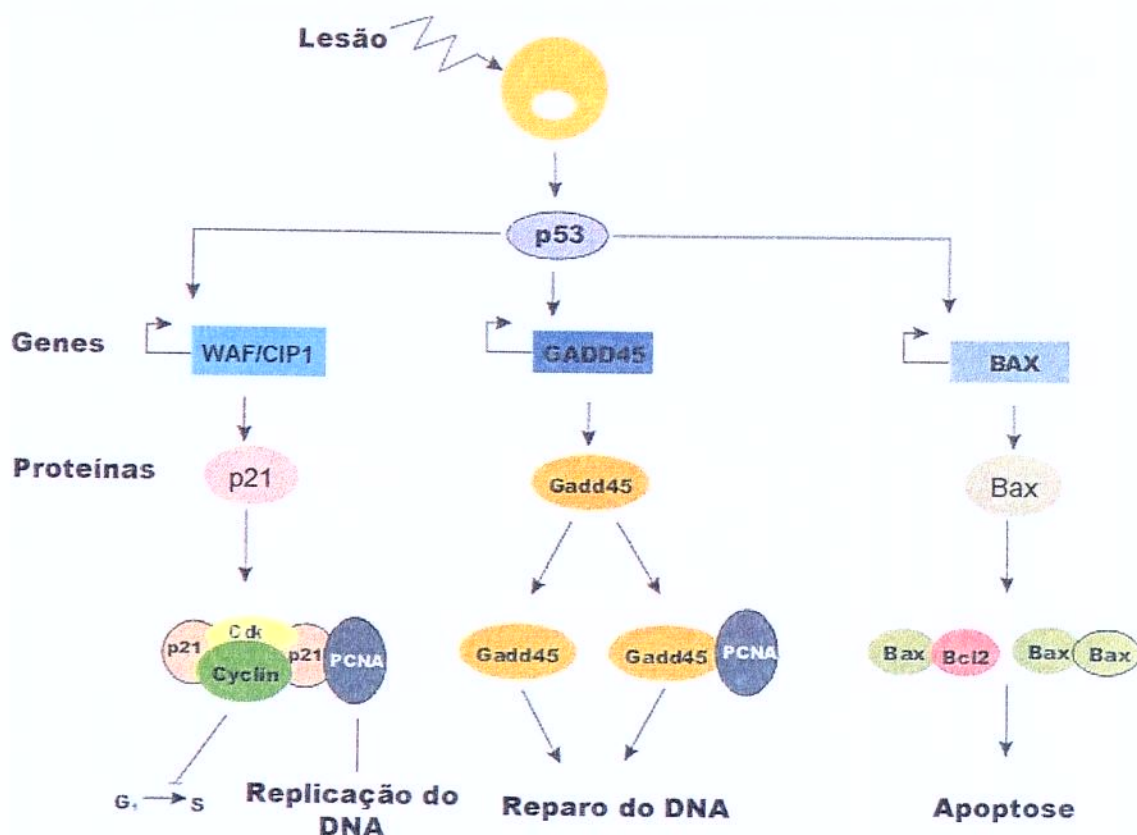 Lesão
p53
Genes
WAF/CIP1
GADD45
BAX
Proteínas
p21
Gadd45
Bax
p21
Cdk
Cyclin
p21
PCNA
Gadd45
Gadd45
PCNA
Bax
Bcl2
Bax
Bax
G1
S
Replicação do
DNA
Reparo do DNA
Apoptose